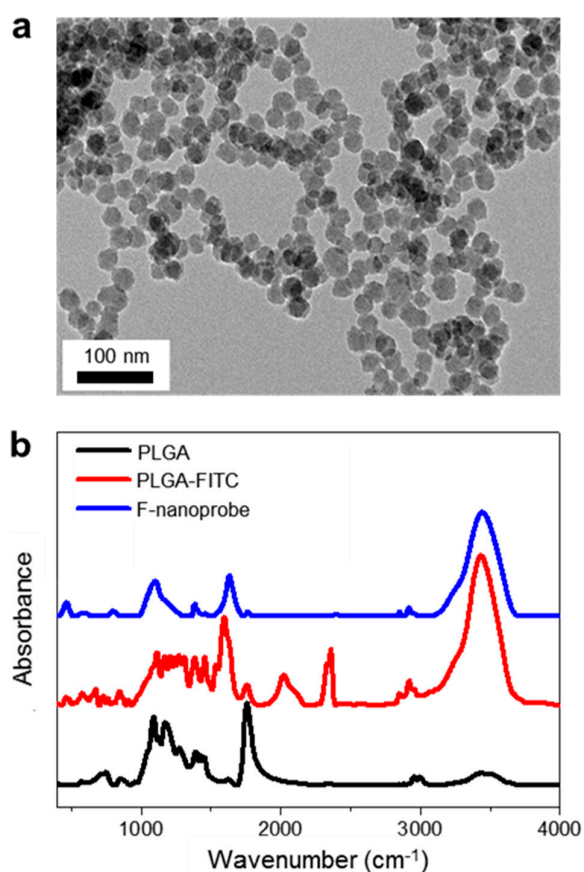 a
100 nm
b
PLGA
PLGA-FITC
F-nanoprobe
Absorbance
1000 2000 3000 4000
Wavenumber (cm⁻¹)